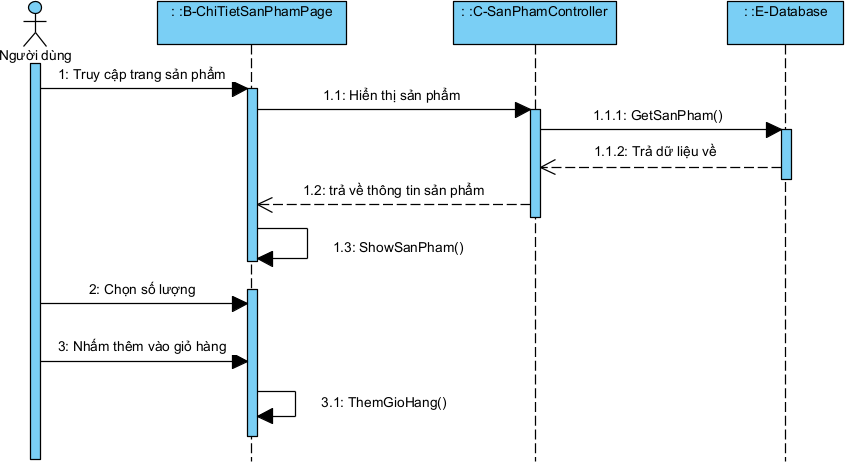 : :B-ChiTietSanPhamPage
: :C-SanPhamController
: :E-Database
Người dùng
1: Truy cập trang sản phẩm
1.1: Hiển thị sản phẩm
1.1.1: GetSanPham()
1.1.2: Trả dữ liệu về
1.2: trả về thông tin sản phẩm
1.3: ShowSanPham()
2: Chọn số lượng
3: Nhấm thêm vào giỏ hàng
3.1: ThemGioHang()